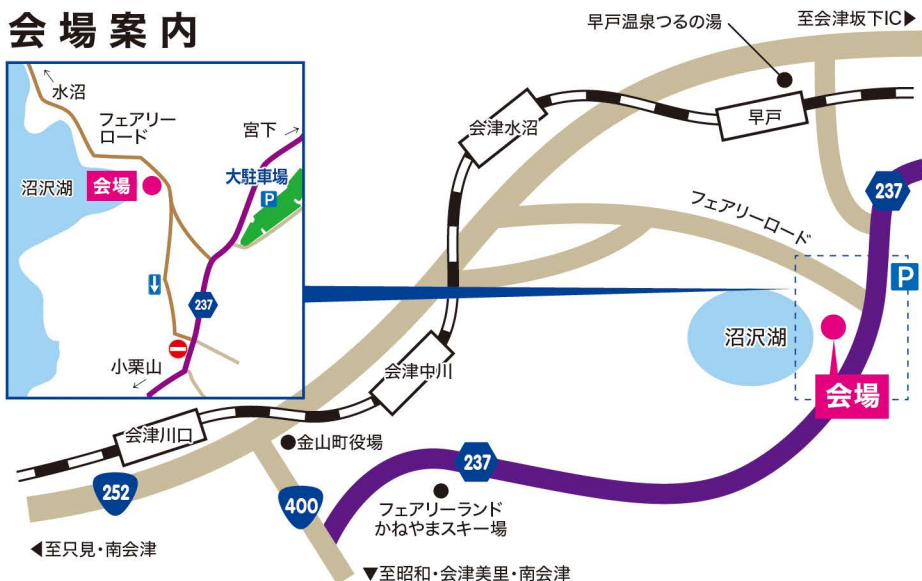 会場案内
水沼
フェアリー
ロード
宮下
大駐車場
P
沼沢湖
会場
237
小栗山
早戸温泉つるの湯
至会津坂下IC▶
会津水沼
早戸
237
フェアリーロード
P
沼沢湖
会場
会津中川
会津川口
●金山町役場
237
252
400
フェアリーランド
かねやまスキー場
◀至只見・南会津
▼至昭和・会津美里・南会津